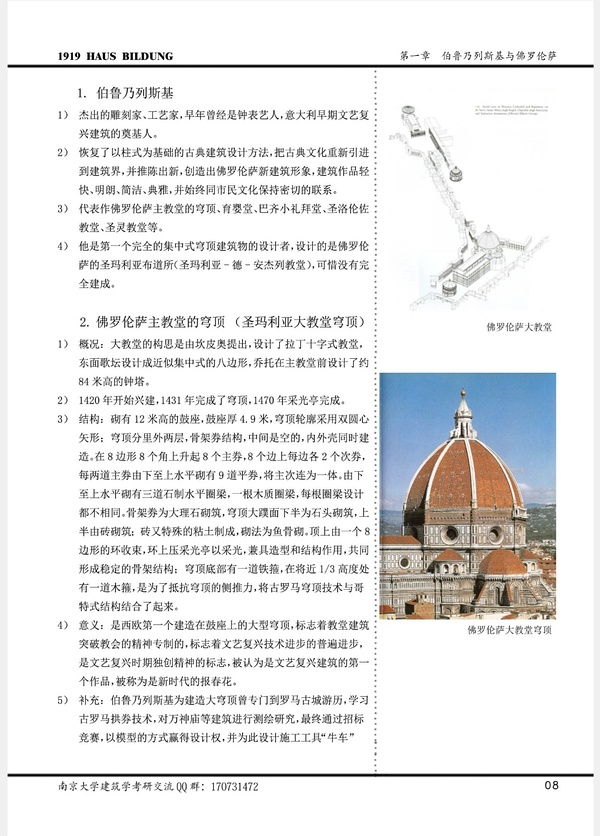 1919 HAUS BILDUNG
第一章 伯鲁乃列斯基与佛罗伦萨
1. 伯鲁乃列斯基
1) 杰出的雕刻家、工艺家,早年曾经是钟表艺人,意大利早期文艺复
兴建筑的奠基人。
2) 恢复了以柱式为基础的古典建筑设计方法,把古典文化重新引进
到建筑界,并推陈出新,创造出佛罗伦萨新建筑形象,建筑作品轻
快、明朗、简洁、典雅,并始终同市民文化保持密切的联系。
3) 代表作佛罗伦萨主教堂的穹顶、育婴堂、巴齐小礼拜堂、圣洛伦佐
教堂、圣灵教堂等。
4) 他是第一个完全的集中式穹顶建筑物的设计者,设计的是佛罗伦
萨的圣玛利亚布道所(圣玛利亚-德-安杰列教堂),可惜没有完
全建成。
2. 佛罗伦萨主教堂的穹顶 (圣玛利亚大教堂穹顶)
1) 概况: 大教堂的构思是由坎皮奥提出,设计了拉丁十字式教堂,
东面歌坛设计成近似集中式的八边形,乔托在主教堂前设计了约
84 米高的钟塔。
2) 1420 年开始兴建,1431 年完成了穹顶,1470 年采光亭完成。
3) 结构: 砌有 12 米高的鼓座,鼓座厚 4.9 米,穹顶轮廓采用双圆心
矢形; 穹顶分里外两层,骨架券结构,中间是空的,内外壳同时建
造。在 8 边形 8 个角上升起 8 个主券,8 个边上每边各 2 个次券,
每两道主券由下至上水平砌有 9 道平券,将主次连为一体。由下
至上水平砌有三道石制水平圈梁,一根木质圈梁,每根圈梁设计
都不相同。骨架券为大理石砌筑,穹顶大蹼面下半为石头砌筑,上
半由砖砌筑; 砖又特殊的粘土制成,砌法为鱼骨砌。顶上由一个 8
边形的环收束,环上压采光亭以采光,兼具造型和结构作用,共同
形成稳定的骨架结构; 穹顶底部有一道铁箍,在将近 1/3 高度处
有一道木箍,是为了抵抗穹顶的侧推力,将古罗马穹顶技术与哥
特式结构结合了起来。
4) 意义: 是西欧第一个建造在鼓座上的大型穹顶,标志着教堂建筑
突破教会的精神专制的,标志着文艺复兴技术进步的普遍进步,
是文艺复兴时期独创精神的标志,被认为是文艺复兴建筑的第一
个作品,被称为是新时代的报春花。
5) 补充: 伯鲁乃列斯基为建造大穹顶曾专门到罗马古城游历,学习
古罗马拱券技术,对万神庙等建筑进行测绘研究,最终通过招标
竞赛,以模型的方式赢得设计权,并为此设计施工工具“牛车”
佛罗伦萨大教堂
佛罗伦萨大教堂穹顶
南京大学建筑学考研交流 QQ 群: 170731472
08